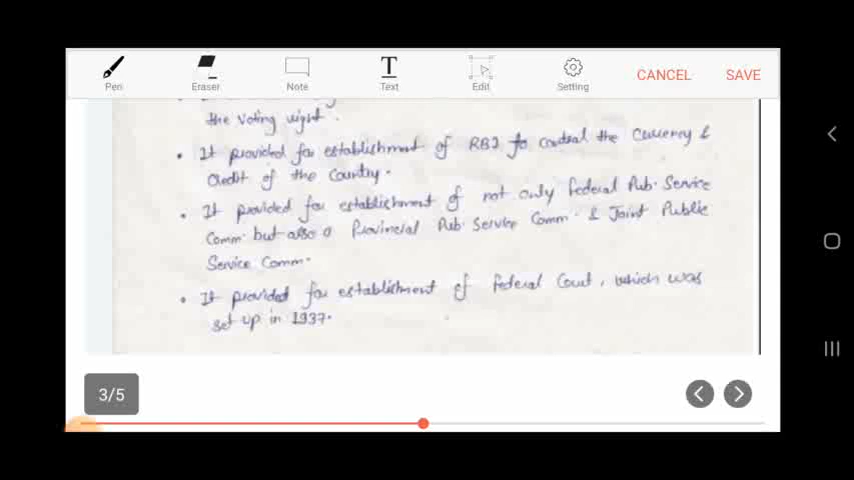 Pen Eraser Note Text Edit Setting CANCEL SAVE
the voting right.
• It provided for establishment of RBI to control the Currency &
Credit of the Country.
• It provided for establishment of not only Federal Pub. Service
Comm. but also a Provincial Pub. Service Comm. & Joint Public
Service Comm.
• It provided for establishment of Federal Court, which was
set up in 1937.
3/5